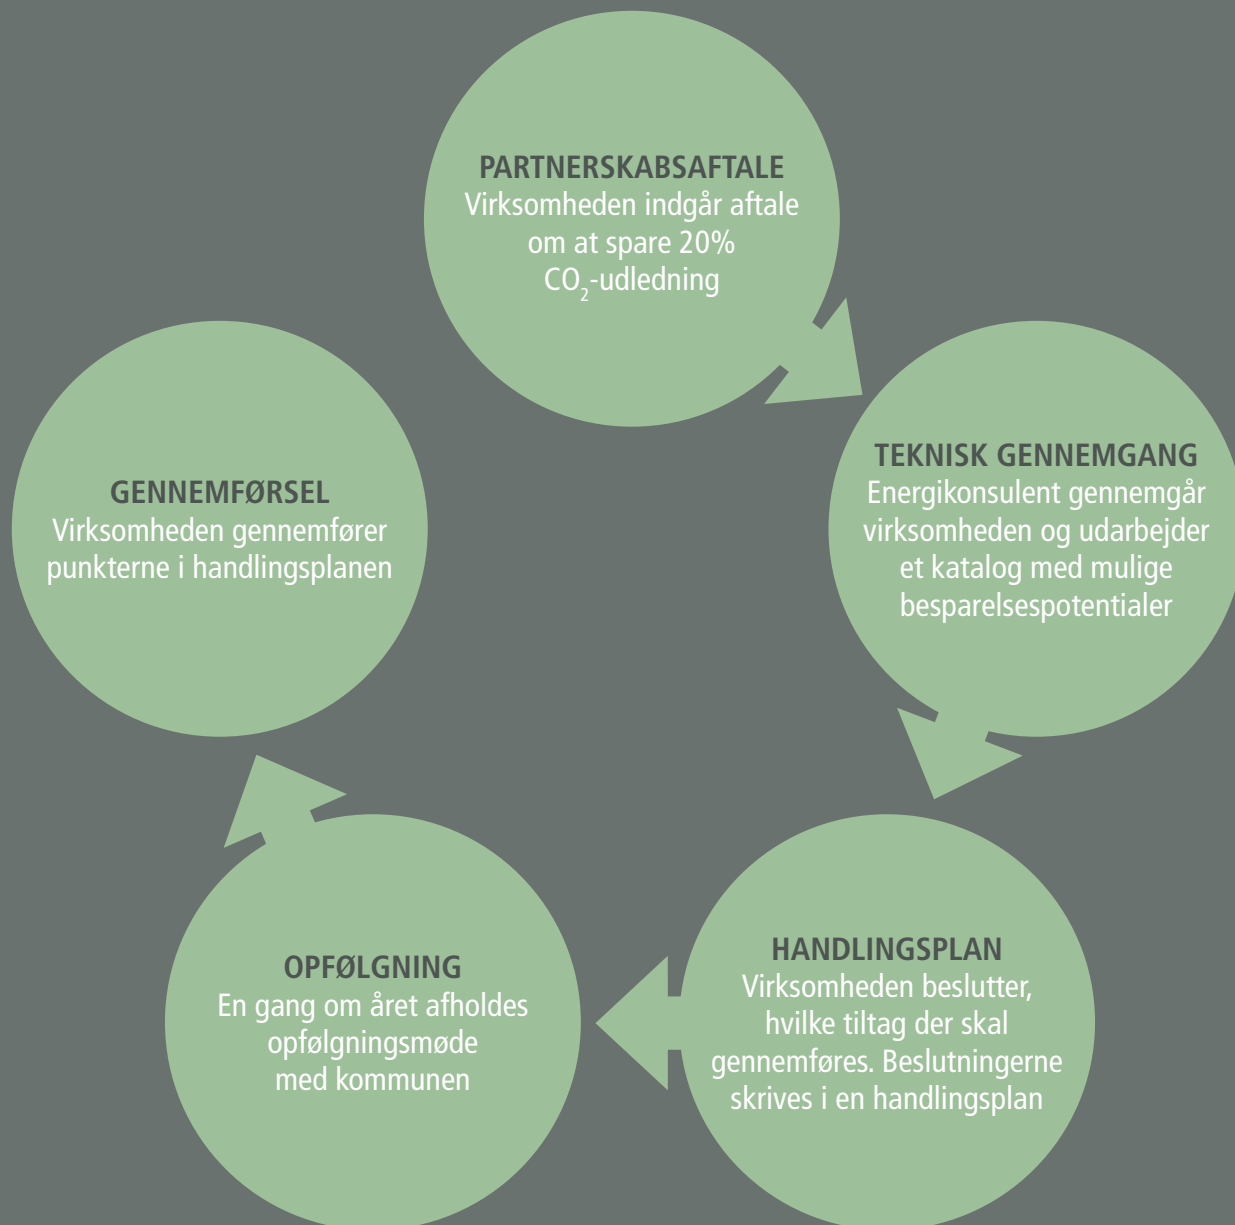 PARTNERSKABSAFTALE
Virksomheden indgår aftale
om at spare 20%
CO₂-udledning
TEKNISK GENNEMGANG
Energikonsulent gennemgår
virksomheden og udarbejder
et katalog med mulige
besparelsespotentialer
HANDLINGSPLAN
Virksomheden beslutter,
hvilke tiltag der skal
gennemføres. Beslutningerne
skrives i en handlingsplan
OPFØLGNING
En gang om året afholdes
opfølgningsmøde
med kommunen
GENNEMFØRSEL
Virksomheden gennemfører
punkterne i handlingsplanen